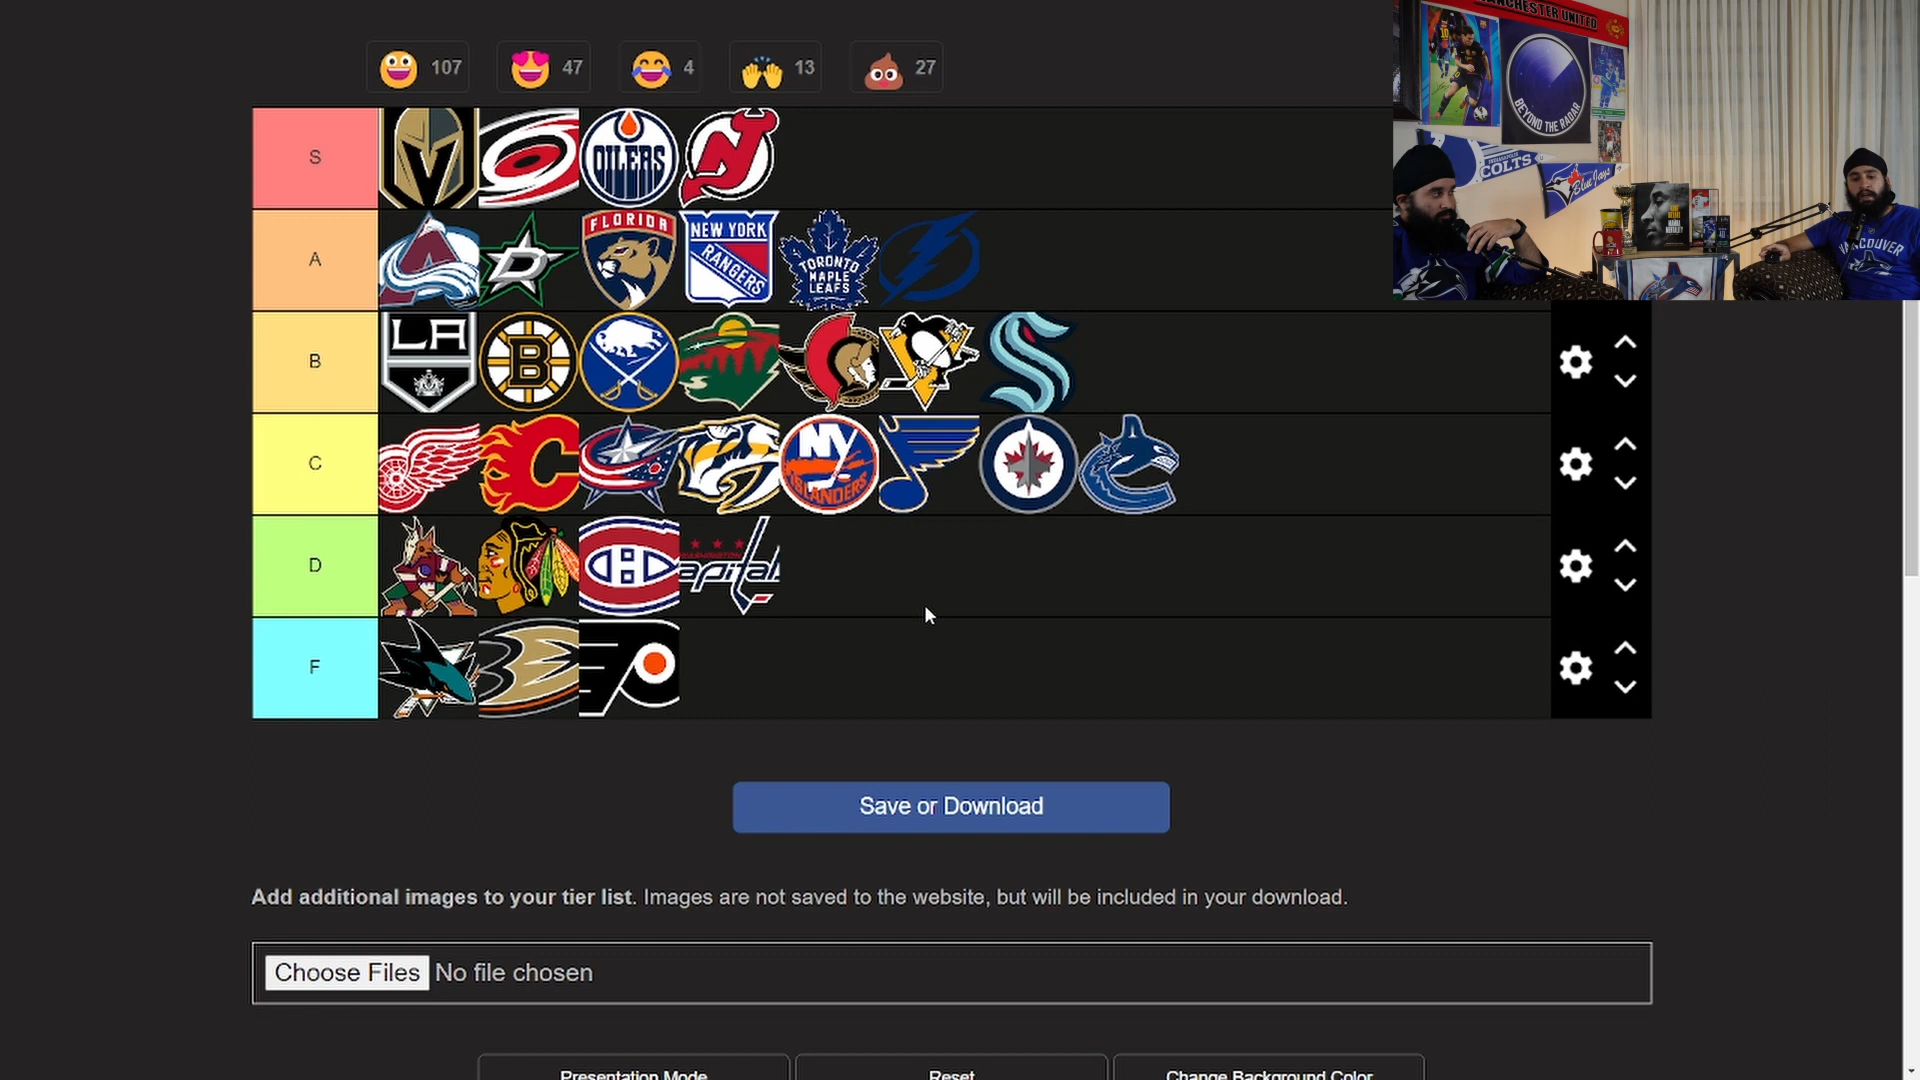 107 47 4 13 27
MANCHESTER UNITED
BEYOND THE RADAR
INDIANAPOLIS
COLTS
Blue Jays
VANCOUVER
S
OILERS
NJ
A
FLORIDA
NEW YORK
RANGERS
TORONTO
MAPLE
LEAFS
B
LA
B
C
C
NY
ISLANDERS
D
WASHINGTON
capitals
F
Save or Download
Add additional images to your tier list. Images are not saved to the website, but will be included in your download.
Choose Files No file chosen
Presentation Mode Reset Change Background Color